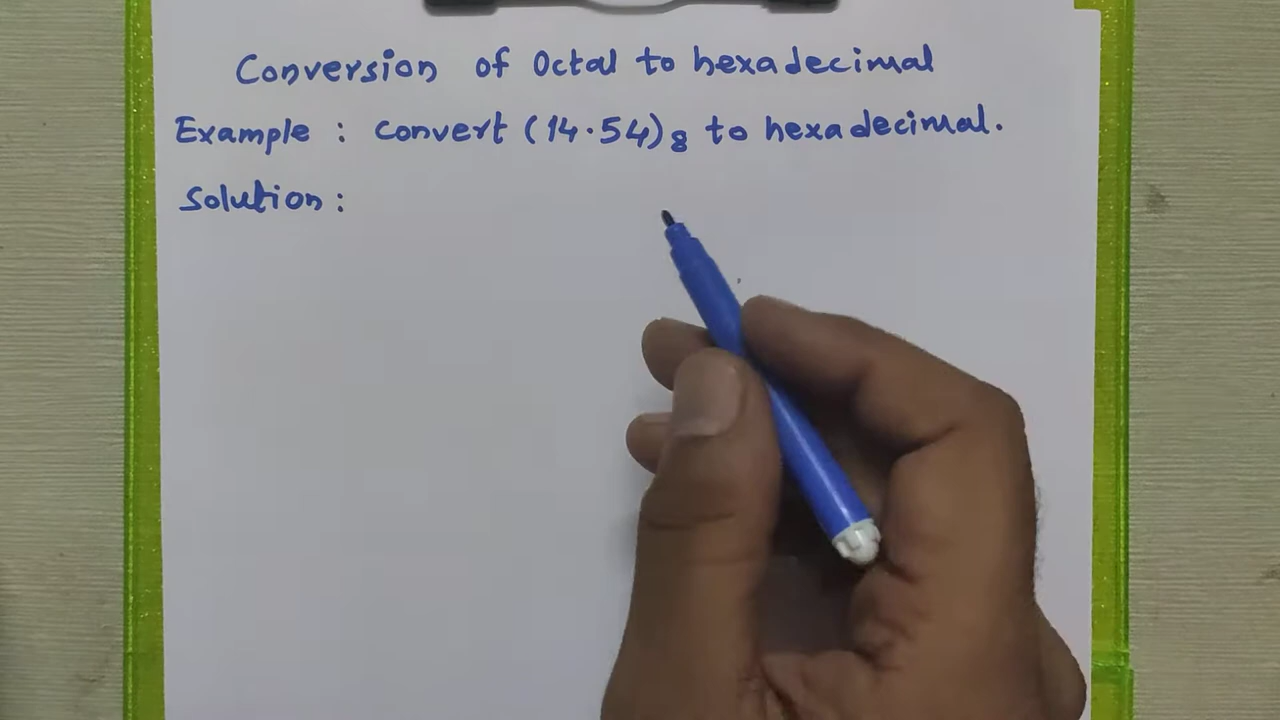 Conversion of Octal to hexadecimal
Example : Convert (14.54)₈ to hexadecimal.
Solution :